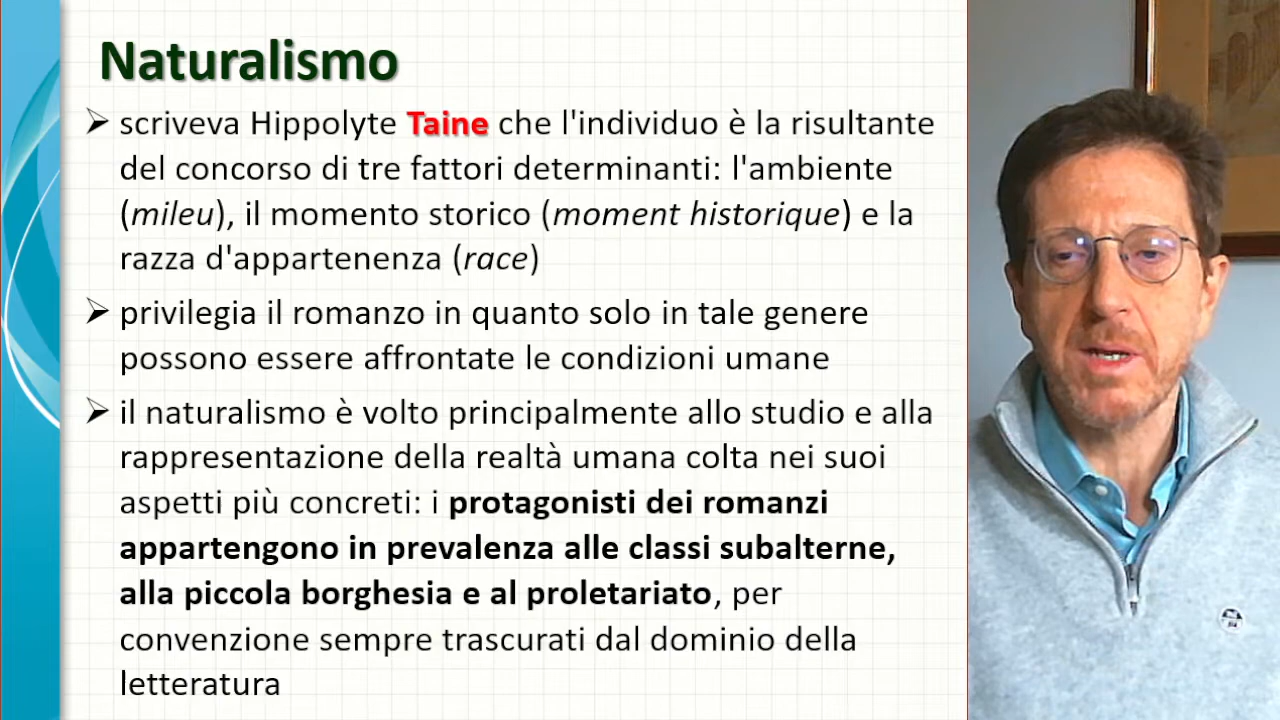 Naturalismo
scriveva Hippolyte Taine che l'individuo è la risultante
del concorso di tre fattori determinanti: l'ambiente
(mileu), il momento storico (moment historique) e la
razza d'appartenenza (race)
privilegia il romanzo in quanto solo in tale genere
possono essere affrontate le condizioni umane
il naturalismo è volto principalmente allo studio e alla
rappresentazione della realtà umana colta nei suoi
aspetti più concreti: i protagonisti dei romanzi
appartengono in prevalenza alle classi subalterne,
alla piccola borghesia e al proletariato, per
convenzione sempre trascurati dal dominio della
letteratura